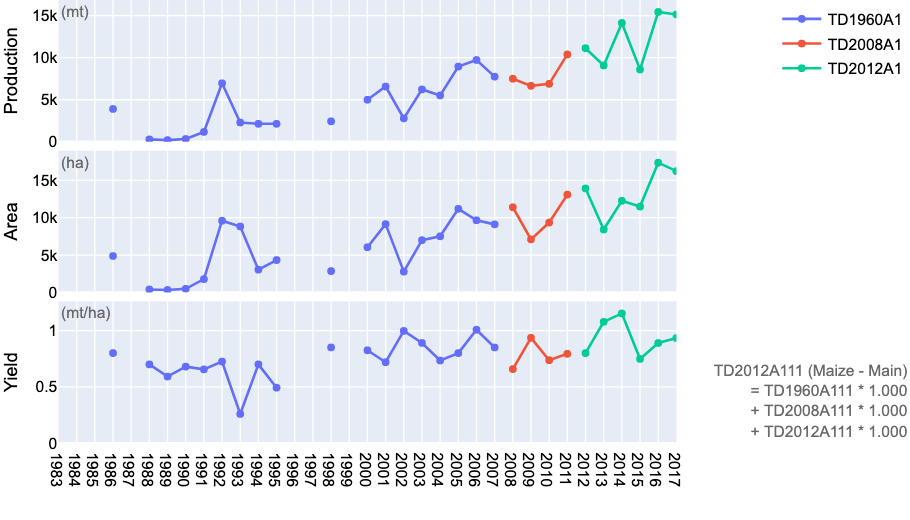 Production
(mt)
15k
10k
5k
0
TD1960A1
TD2008A1
TD2012A1
Area
(ha)
15k
10k
5k
0
Yield
(mt/ha)
1
0.5
0
TD2012A111 (Maize - Main)
= TD1960A111 * 1.000
+ TD2008A111 * 1.000
+ TD2012A111 * 1.000
1983
1984
1985
1986
1987
1988
1989
1990
1991
1992
1993
1994
1995
1996
1997
1998
1999
2000
2001
2002
2003
2004
2005
2006
2007
2008
2009
2010
2011
2012
2013
2014
2015
2016
2017